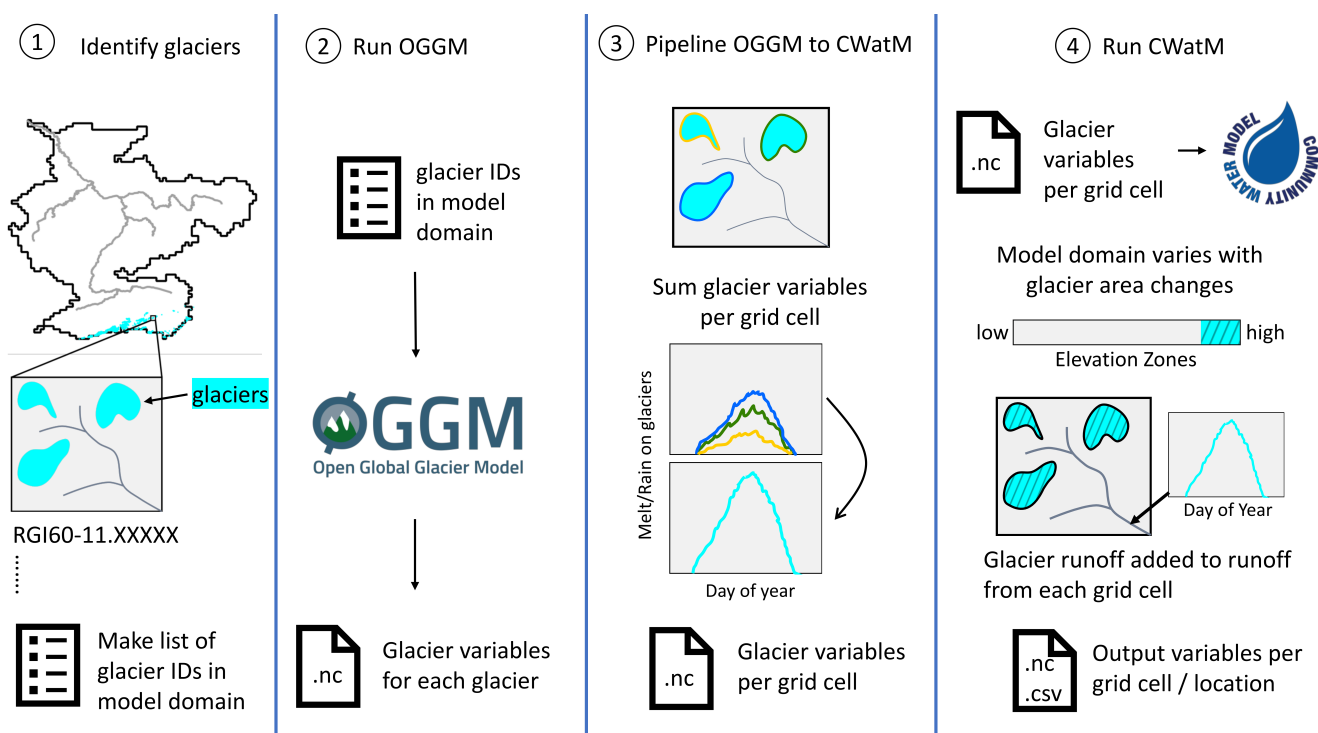 1 Identify glaciers
glaciers
RGI60-11.XXXXX
Make list of
glacier IDs in
model domain
2 Run OGGM
glacier IDs
in model
domain
OGGM
Open Global Glacier Model
.nc
Glacier variables
for each glacier
3 Pipeline OGGM to CWatM
Sum glacier variables
per grid cell
Melt/Rain on glaciers
Day of year
.nc
Glacier variables
per grid cell
4 Run CWatM
.nc
Glacier
variables
per grid cell
COMMUNITY WATER MODEL
Model domain varies with
glacier area changes
low
high
Elevation Zones
Day of Year
Glacier runoff added to runoff
from each grid cell
.nc
.csv
Output variables per
grid cell / location